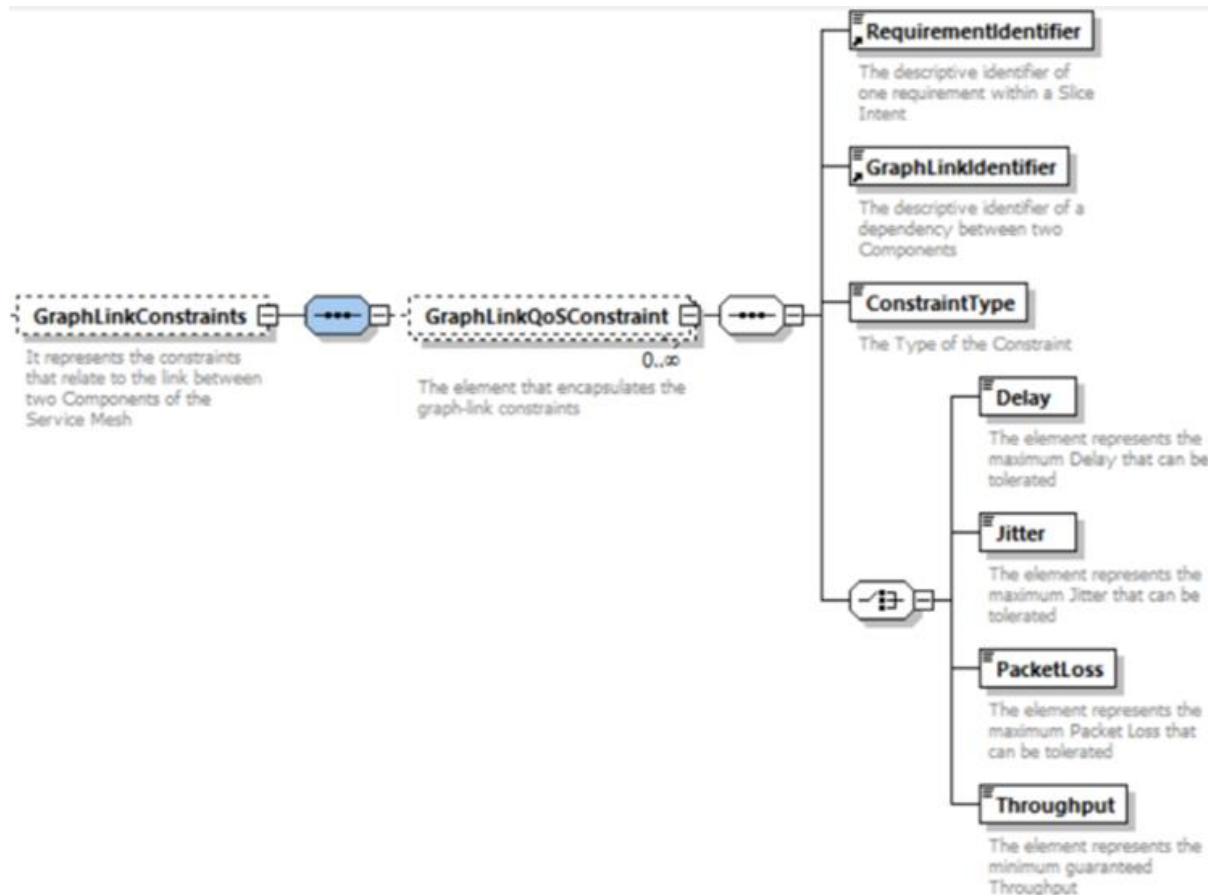 GraphLinkConstraints
It represents the constraints
that relate to the link between
two Components of the
Service Mesh
GraphLinkQoSConstraint
0..∞
The element that encapsulates the
graph-link constraints
RequirementIdentifier
The descriptive identifier of
one requirement within a Slice
Intent
GraphLinkIdentifier
The descriptive identifier of a
dependency between two
Components
ConstraintType
The Type of the Constraint
Delay
The element represents the
maximum Delay that can be
tolerated
Jitter
The element represents the
maximum Jitter that can be
tolerated
PacketLoss
The element represents the
maximum Packet Loss that
can be tolerated
Throughput
The element represents the
minimum guaranteed
Throughput